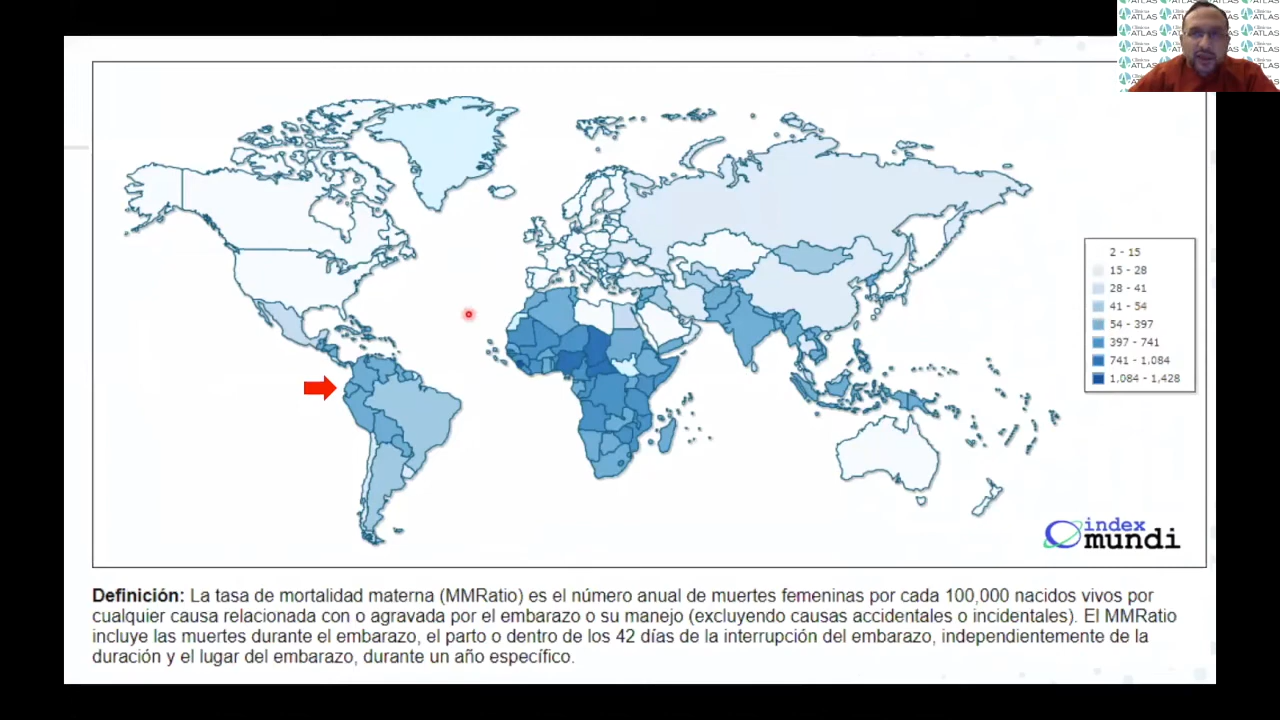 Clínica
ATLAS
2 - 15
15 - 28
28 - 41
41 - 54
54 - 397
397 - 741
741 - 1.084
1,084 - 1,428
index
mundi
Definición: La tasa de mortalidad materna (MMRatio) es el número anual de muertes femeninas por cada 100,000 nacidos vivos por
cualquier causa relacionada con o agravada por el embarazo o su manejo (excluyendo causas accidentales o incidentales). El MMRatio
incluye las muertes durante el embarazo, el parto o dentro de los 42 días de la interrupción del embarazo, independientemente de la
duración y el lugar del embarazo, durante un año específico.